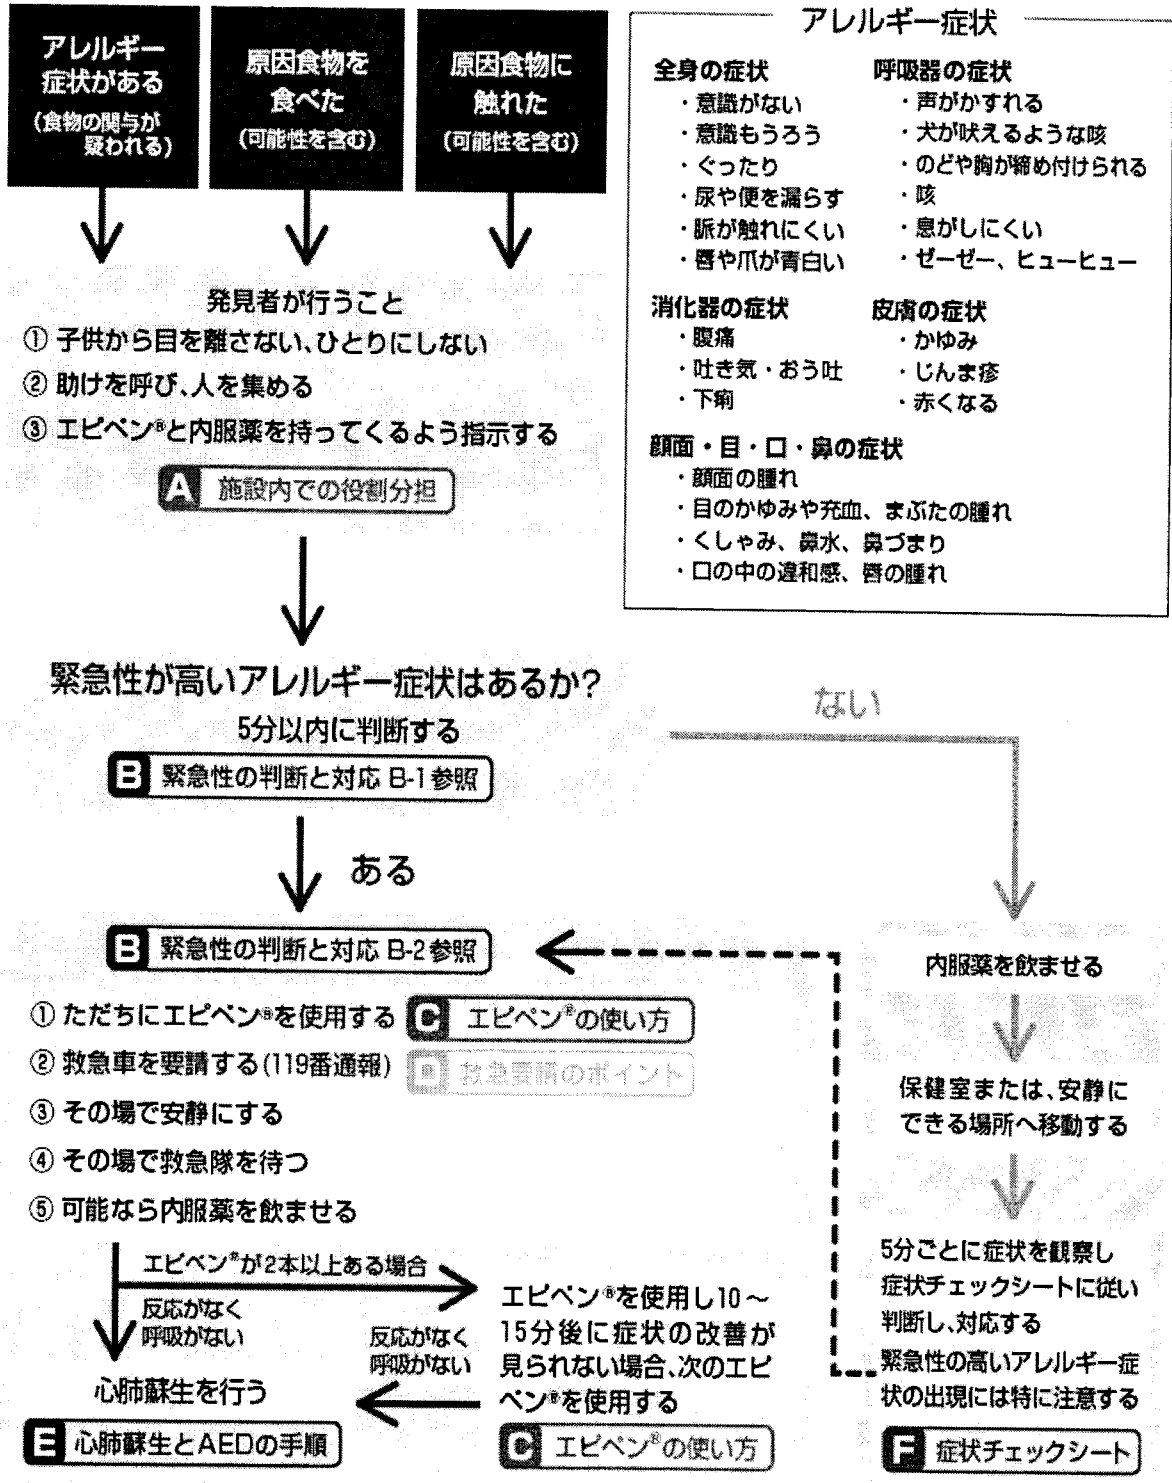 アレルギー
症状がある
(食物の関与が
疑われる)
原因食物を
食べた
(可能性を含む)
原因食物に
触れた
(可能性を含む)
アレルギー症状
全身の症状
・意識がない
・意識もうろう
・ぐったり
・尿や便を漏らす
・脈が触れにくい
・唇や爪が青白い
呼吸器の症状
・声がかすれる
・犬が吠えるような咳
・のどや胸が締め付けられる
・咳
・息がしにくい
・ゼーゼー、ヒューヒュー
消化器の症状
・腹痛
・吐き気・おう吐
・下痢
皮膚の症状
・かゆみ
・じんま疹
・赤くなる
顔面・目・口・鼻の症状
・顔面の腫れ
・目のかゆみや充血、まぶたの腫れ
・くしゃみ、鼻水、鼻づまり
・口の中の違和感、唇の腫れ
発見者が行うこと
① 子供から目を離さない、ひとりにしない
② 助けを呼び、人を集める
③ エピペン®と内服薬を持ってくるよう指示する
A 施設内での役割分担
緊急性が高いアレルギー症状はあるか?
5分以内に判断する
B 緊急性の判断と対応 B-1参照
ない
ある
B 緊急性の判断と対応 B-2参照
① ただちにエピペン®を使用する
C エピペン®の使い方
② 救急車を要請する(119番通報)
D 救急要請のポイント
③ その場で安静にする
④ その場で救急隊を待つ
⑤ 可能なら内服薬を飲ませる
エピペン®が2本以上ある場合
反応がなく
呼吸がない
反応がなく
呼吸がない
エピペン®を使用し10〜
15分後に症状の改善が
見られない場合、次のエピ
ペン®を使用する
C エピペン®の使い方
心肺蘇生を行う
E 心肺蘇生とAEDの手順
内服薬を飲ませる
保健室または、安静に
できる場所へ移動する
5分ごとに症状を観察し
症状チェックシートに従い
判断し、対応する
緊急性の高いアレルギー症
状の出現には特に注意する
F 症状チェックシート